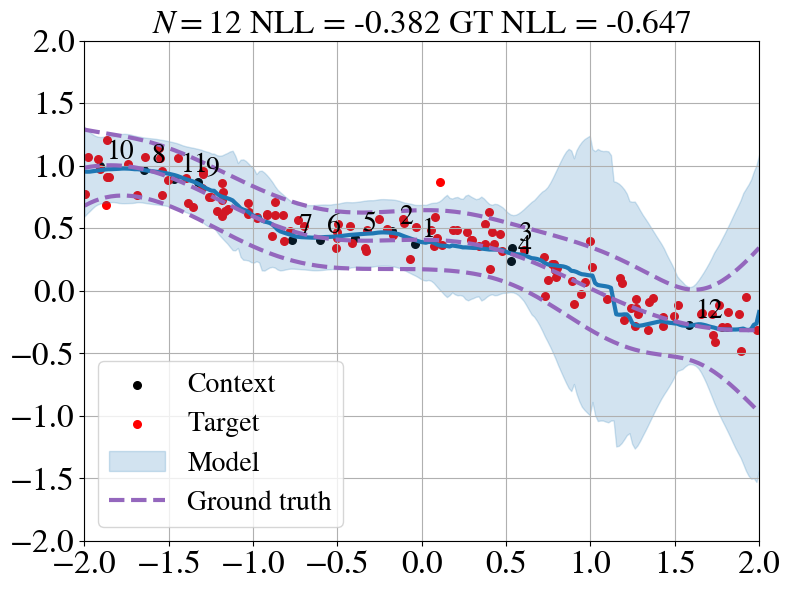 N = 12 NLL = -0.382 GT NLL = -0.647
2.0
1.5
1.0
0.5
0.0
−0.5
−1.0
−1.5
−2.0
10 8 11 9 7 6 5 2 1 3 4 12
Context
Target
Model
Ground truth
−2.0 −1.5 −1.0 −0.5 0.0 0.5 1.0 1.5 2.0